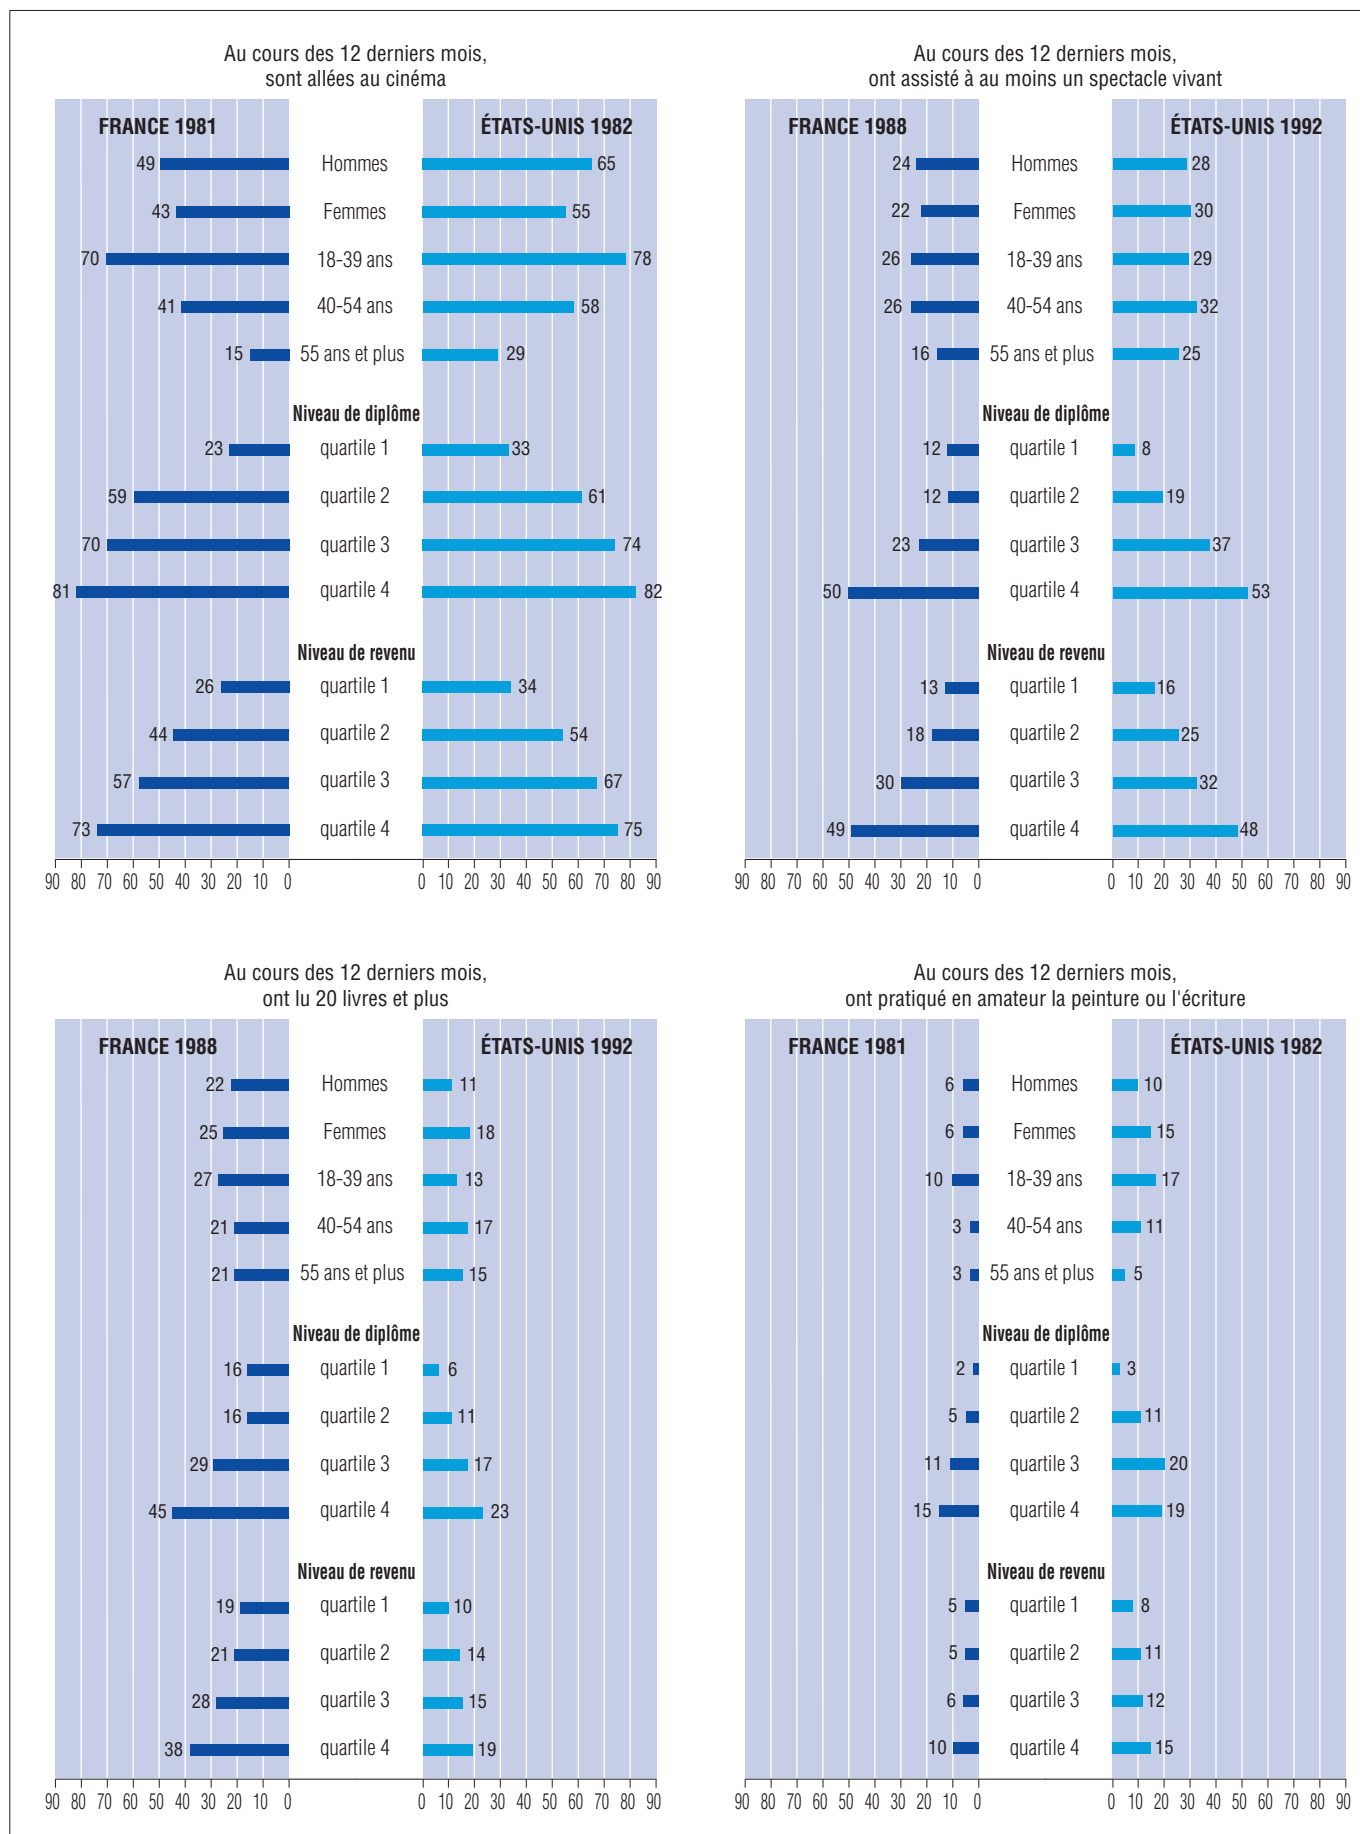 Au cours des 12 derniers mois,
sont allées au cinéma
FRANCE 1981 ÉTATS-UNIS 1982
49 Hommes 65
43 Femmes 55
70 18-39 ans 78
41 40-54 ans 58
15 55 ans et plus 29
Niveau de diplôme
23 quartile 1 33
59 quartile 2 61
70 quartile 3 74
81 quartile 4 82
Niveau de revenu
26 quartile 1 34
44 quartile 2 54
57 quartile 3 67
73 quartile 4 75
90 80 70 60 50 40 30 20 10 0 0 10 20 30 40 50 60 70 80 90
Au cours des 12 derniers mois,
ont assisté à au moins un spectacle vivant
FRANCE 1988 ÉTATS-UNIS 1992
24 Hommes 28
22 Femmes 30
26 18-39 ans 29
26 40-54 ans 32
16 55 ans et plus 25
Niveau de diplôme
12 quartile 1 8
12 quartile 2 19
23 quartile 3 37
50 quartile 4 53
Niveau de revenu
13 quartile 1 16
18 quartile 2 25
30 quartile 3 32
49 quartile 4 48
90 80 70 60 50 40 30 20 10 0 0 10 20 30 40 50 60 70 80 90
Au cours des 12 derniers mois,
ont lu 20 livres et plus
FRANCE 1988 ÉTATS-UNIS 1992
22 Hommes 11
25 Femmes 18
27 18-39 ans 13
21 40-54 ans 17
21 55 ans et plus 15
Niveau de diplôme
16 quartile 1 6
16 quartile 2 11
29 quartile 3 17
45 quartile 4 23
Niveau de revenu
19 quartile 1 10
21 quartile 2 14
28 quartile 3 15
38 quartile 4 19
90 80 70 60 50 40 30 20 10 0 0 10 20 30 40 50 60 70 80 90
Au cours des 12 derniers mois,
ont pratiqué en amateur la peinture ou l'écriture
FRANCE 1981 ÉTATS-UNIS 1982
6 Hommes 10
6 Femmes 15
10 18-39 ans 17
3 40-54 ans 11
3 55 ans et plus 5
Niveau de diplôme
2 quartile 1 3
5 quartile 2 11
11 quartile 3 20
15 quartile 4 19
Niveau de revenu
5 quartile 1 8
5 quartile 2 11
6 quartile 3 12
10 quartile 4 15
90 80 70 60 50 40 30 20 10 0 0 10 20 30 40 50 60 70 80 90